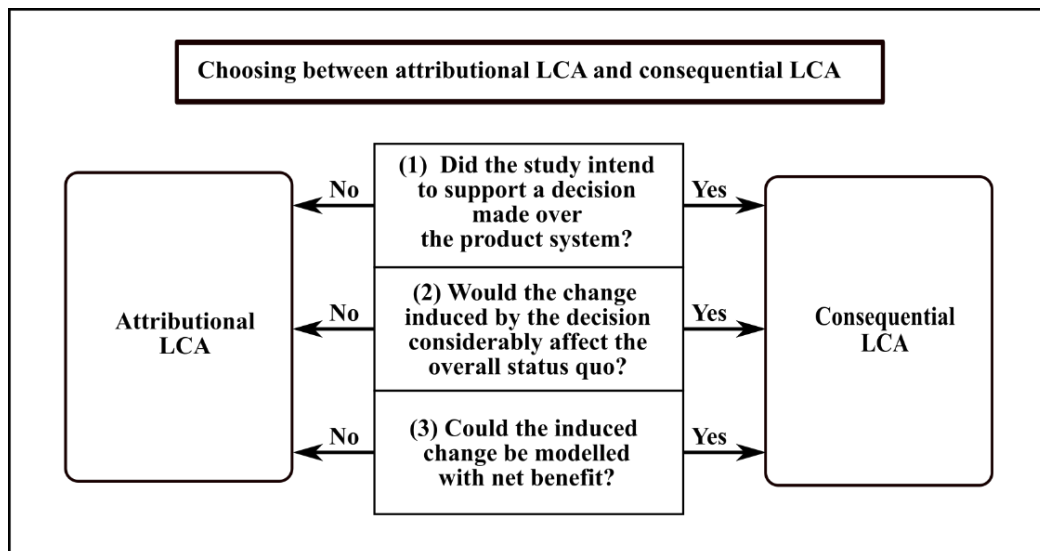 Choosing between attributional LCA and consequential LCA
(1) Did the study intend
to support a decision
made over
the product system?
No
Yes
(2) Would the change
induced by the decision
considerably affect the
overall status quo?
No
Yes
Attributional
LCA
Consequential
LCA
(3) Could the induced
change be modelled
with net benefit?
No
Yes